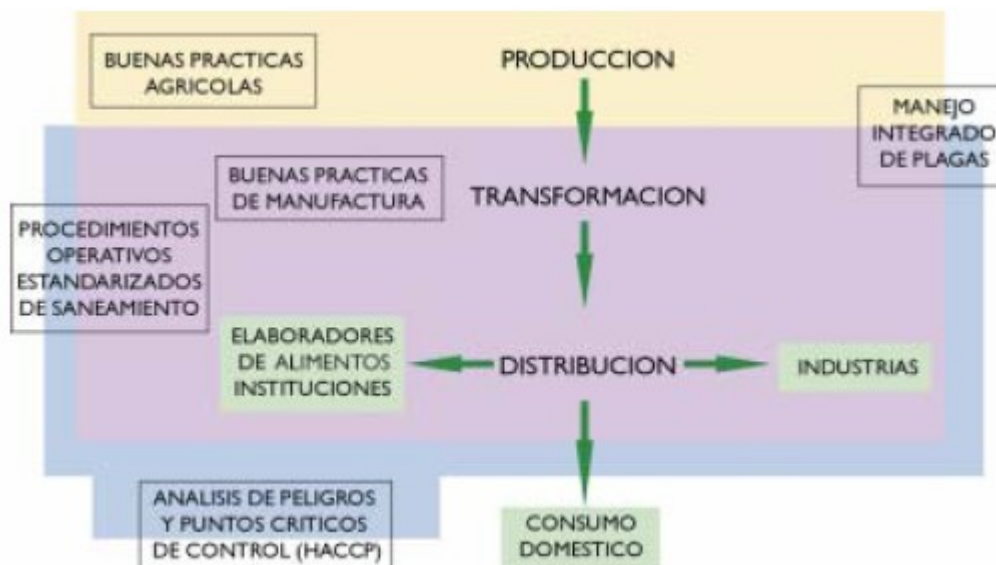 BUENAS PRACTICAS
AGRICOLAS
PRODUCCION
MANEJO
INTEGRADO
DE PLAGAS
BUENAS PRACTICAS
DE MANUFACTURA
TRANSFORMACION
PROCEDIMIENTOS
OPERATIVOS
ESTANDARIZADOS
DE SANEAMIENTO
ELABORADORES
DE ALIMENTOS
INSTITUCIONES
DISTRIBUCION
INDUSTRIAS
ANALISIS DE PELIGROS
Y PUNTOS CRITICOS
DE CONTROL (HACCP)
CONSUMO
DOMESTICO